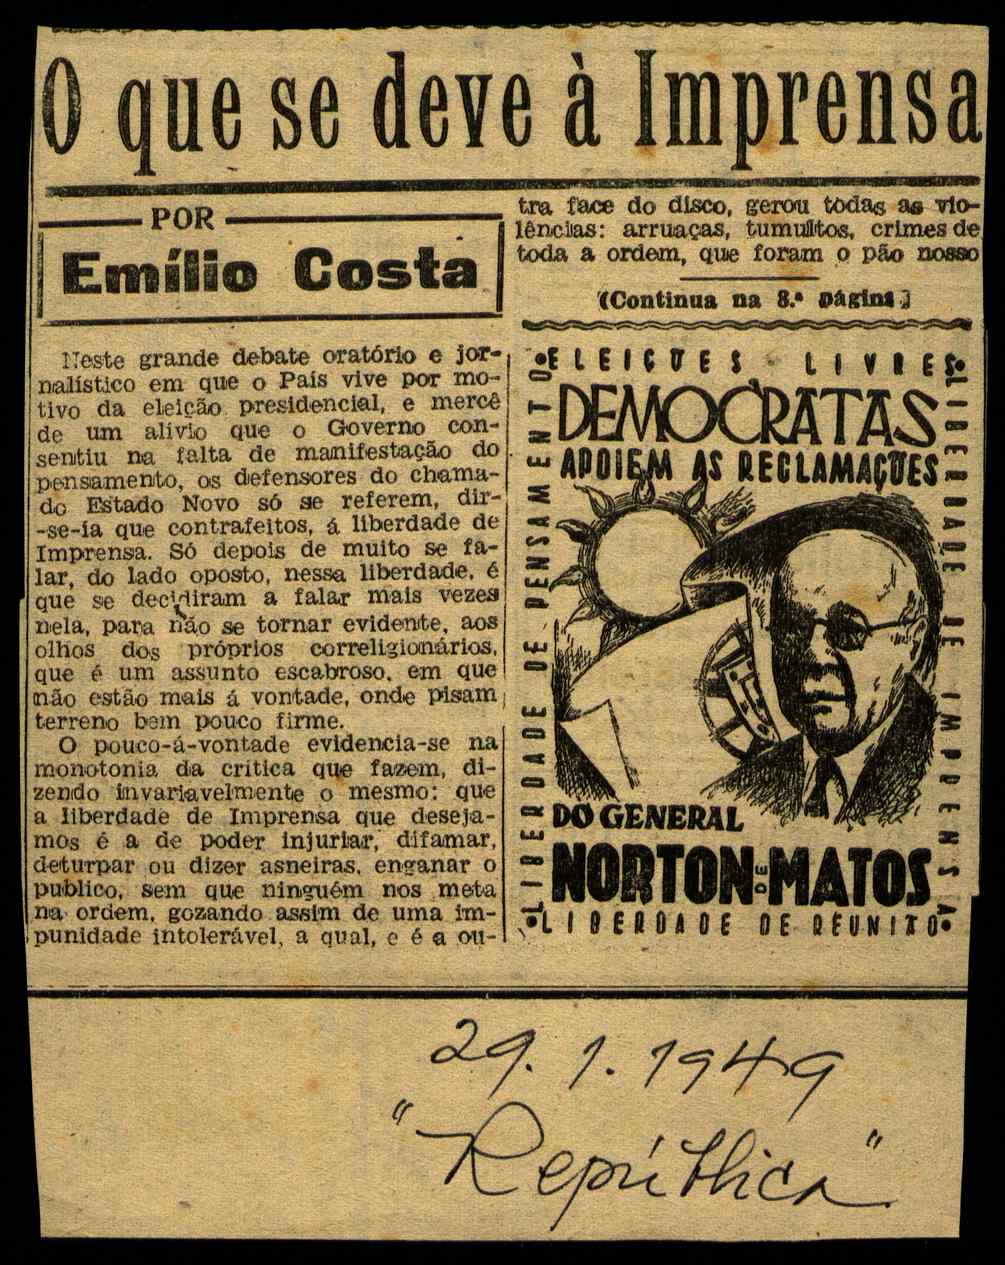 O que se deve à Imprensa
POR
Emílio Costa
Neste grande debate oratório e jor-
nalístico em que o País vive por mo-
tivo da eleição presidencial, e mercê
de um alívio que o Governo con-
sentiu na falta de manifestação do
pensamento, os defensores do chama-
do Estado Novo só se referem, dir-
-se-ia que contrafeitos, á liberdade de
Imprensa. Só depois de muito se fa-
lar, do lado oposto, nessa liberdade, é
que se decidiram a falar mais vezes
nela, para não se tornar evidente, aos
olhos dos próprios correligionários,
que é um assunto escabroso, em que
não estão mais á vontade, onde pisam
terreno bem pouco firme.
O pouco-á-vontade evidencia-se na
monotonia da critica que fazem, di-
zendo invariavelmente o mesmo: que
a liberdade de Imprensa que deseja-
mos é a de poder injuriar, difamar,
deturpar ou dizer asneiras, enganar o
publico, sem que ninguém nos meta
na ordem, gozando assim de uma im-
punidade intolerável, a qual, e é a ou-
tra face do disco, gerou todas as vio-
lências: arruaças, tumultos, crimes de
toda a ordem, que foram o pão nosso
(Continua na 8.ª página)
ELEIÇÕES LIVRES
LIBERDADE DE IMPRENSA
LIBERDADE DE PENSAMENTO
DEMOCRATAS
APOIEM AS RECLAMAÇÕES
DO GENERAL
NORTON DE MATOS
LIBERDADE DE REUNIÃO
29.1.1949
"República"